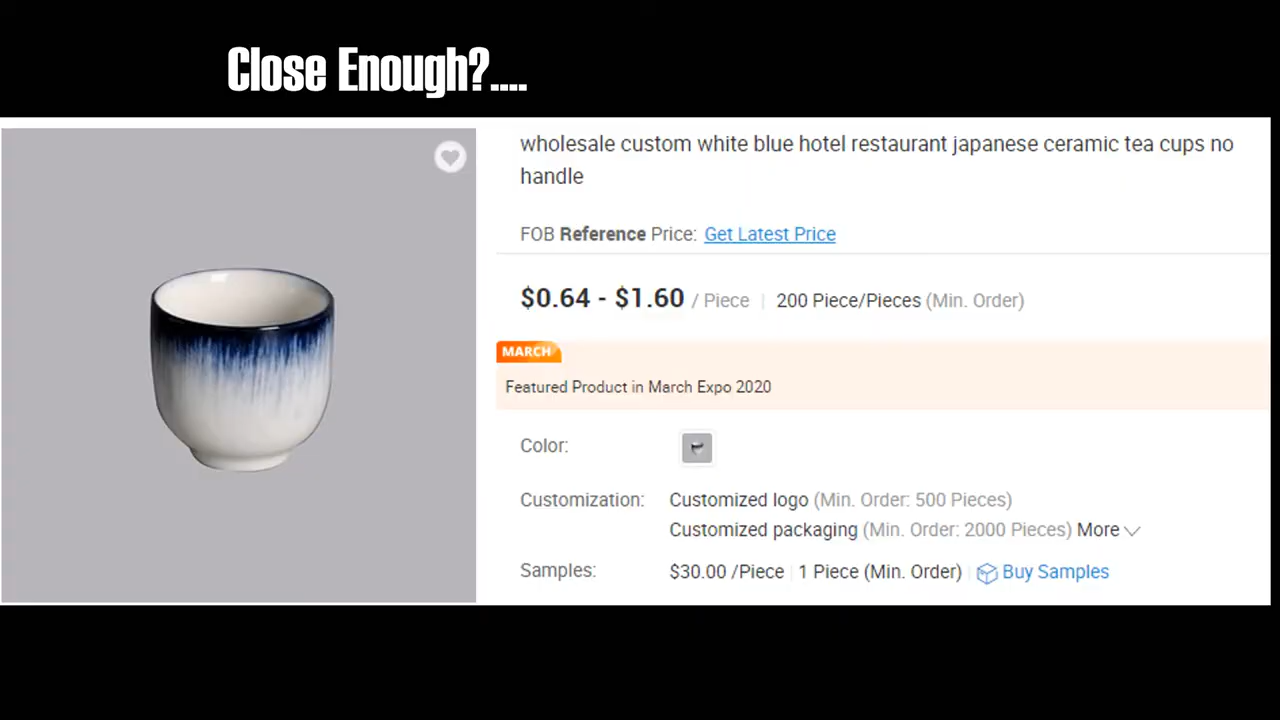 Close Enough?....
wholesale custom white blue hotel restaurant japanese ceramic tea cups no
handle
FOB Reference Price: Get Latest Price
$0.64 - $1.60 / Piece | 200 Piece/Pieces (Min. Order)
MARCH
Featured Product in March Expo 2020
Color:
Customization: Customized logo (Min. Order: 500 Pieces)
Customized packaging (Min. Order: 2000 Pieces) More
Samples: $30.00 /Piece | 1 Piece (Min. Order) | Buy Samples